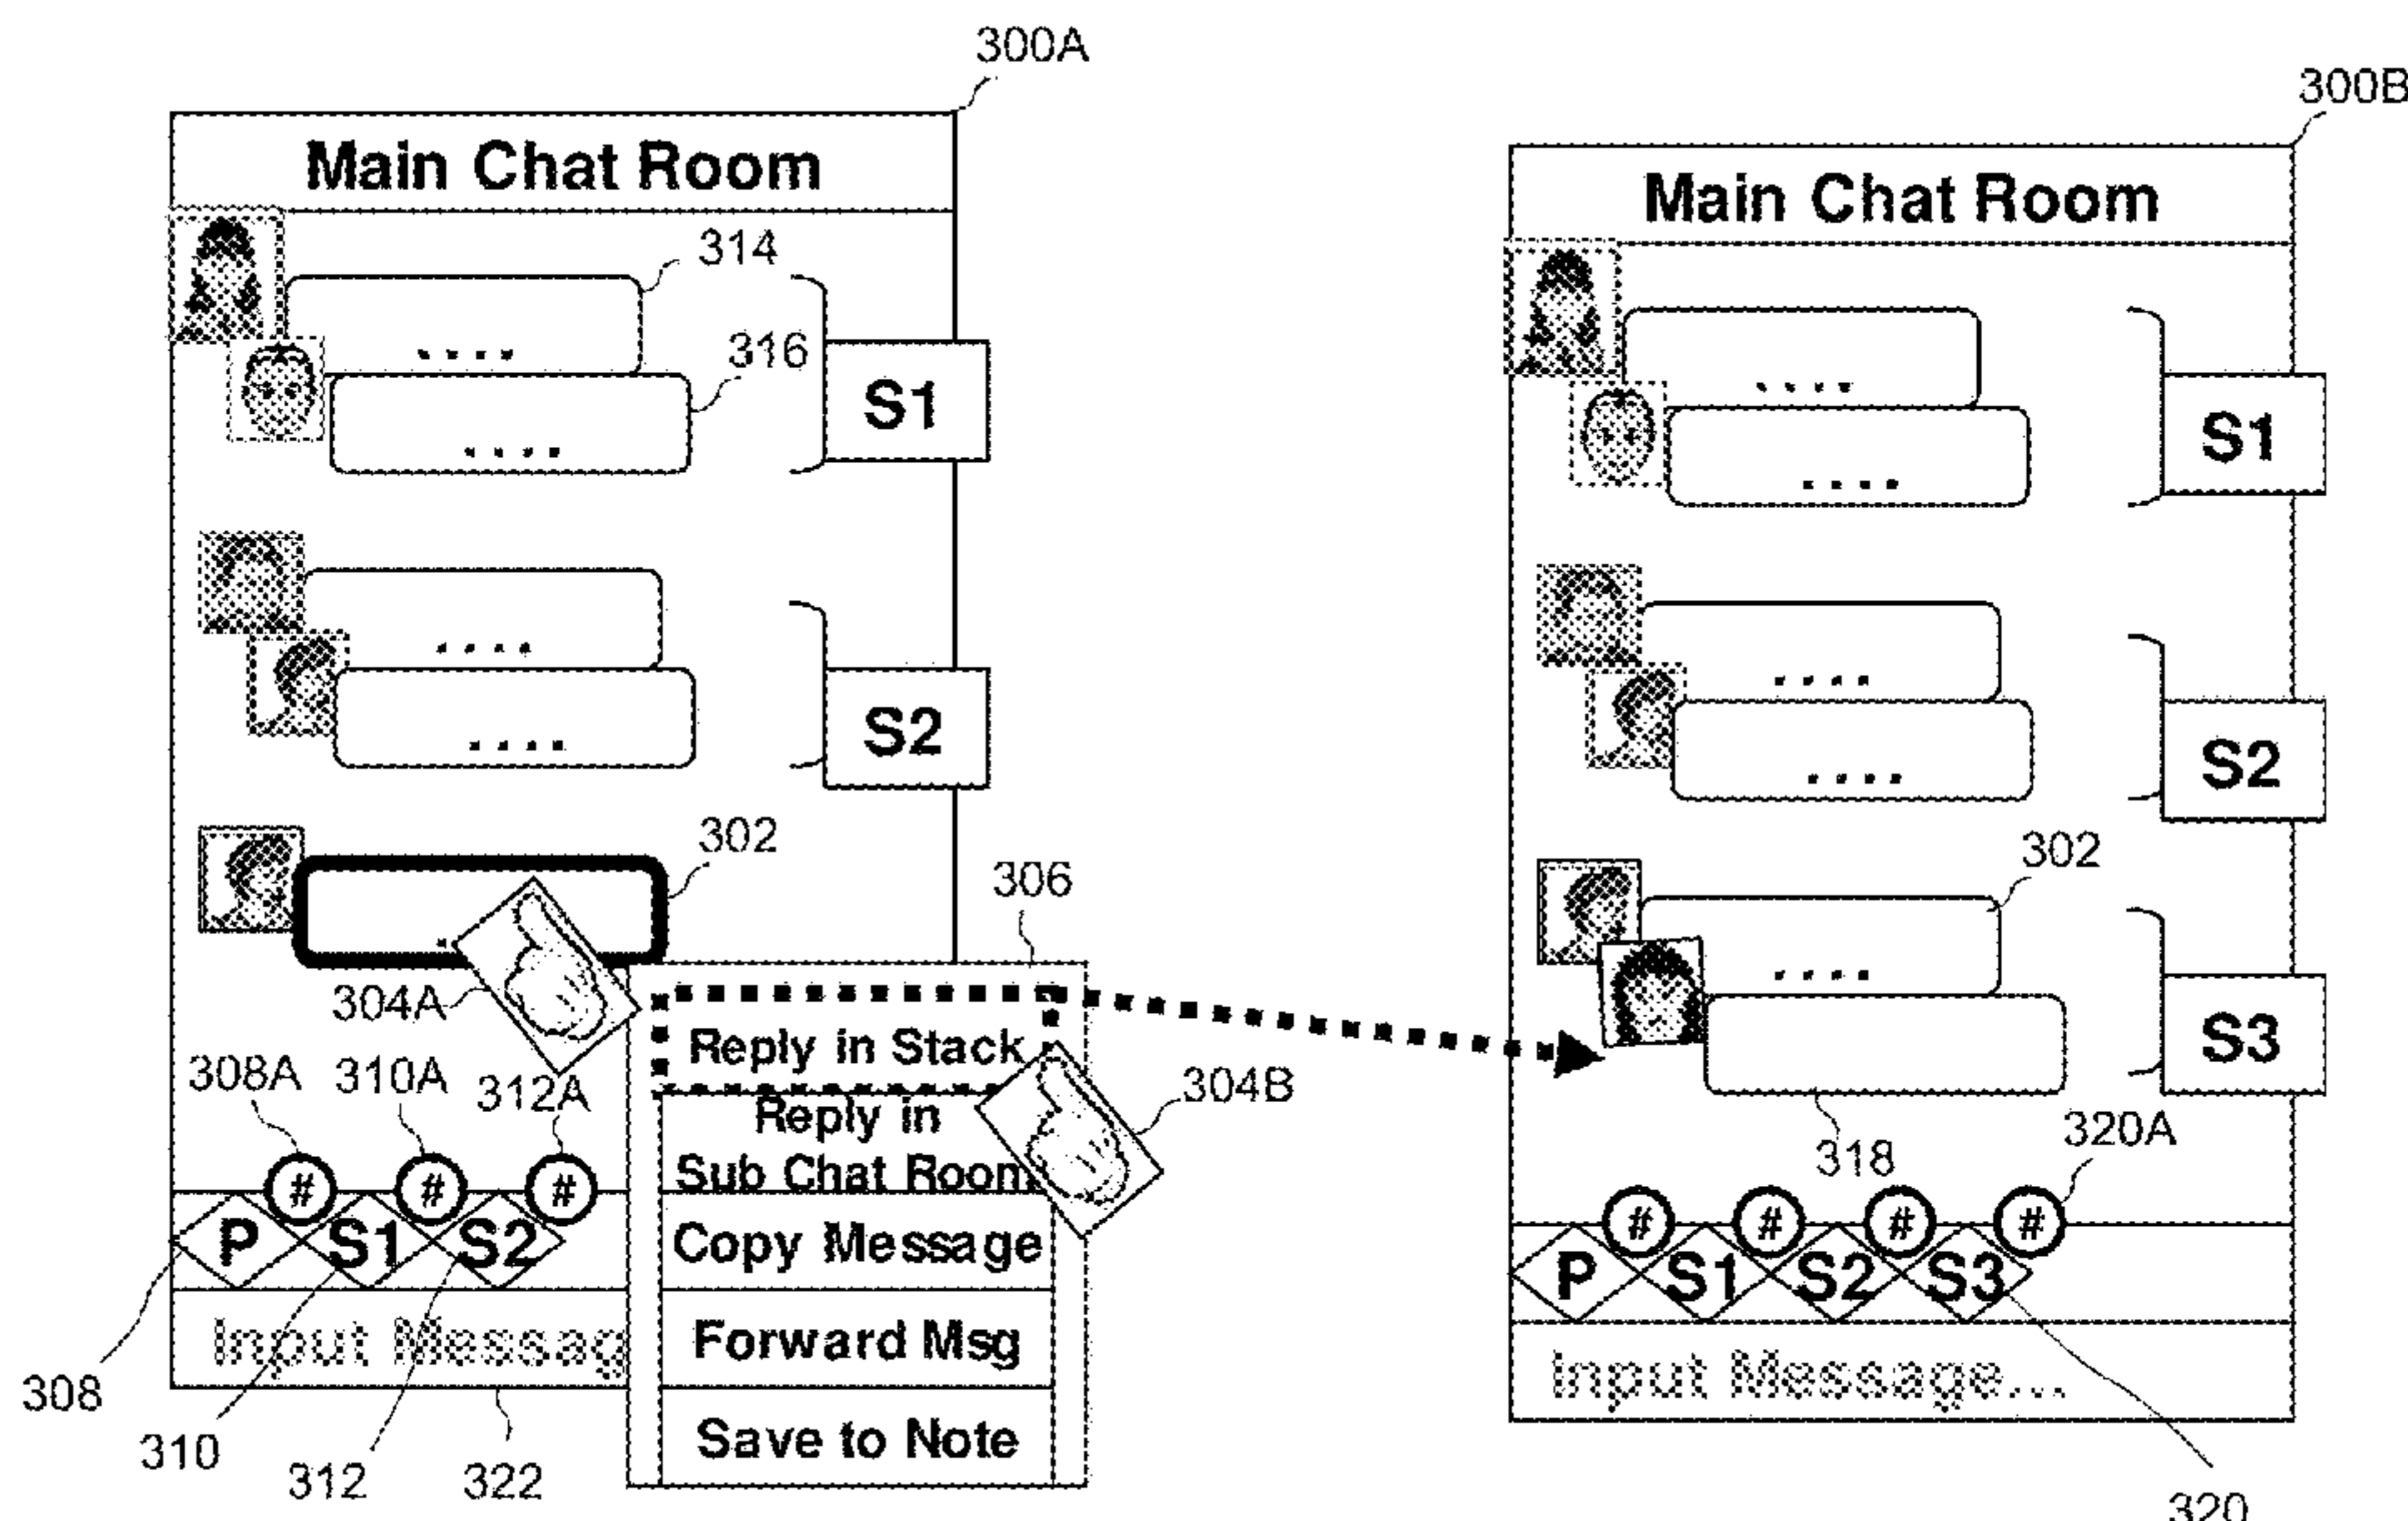 300A
Main Chat Room
314
....
316
....
S1
....
....
S2
302
306
304A
Reply in Stack
304B
308A 310A 312A
Reply in
Sub Chat Room
# # #
P S1 S2
Copy Message
Input Messag
Forward Msg
308
310
312
322
Save to Note
300B
Main Chat Room
....
....
S1
....
....
S2
302
....
S3
318
320A
# # # #
P S1 S2 S3
Input Message...
320